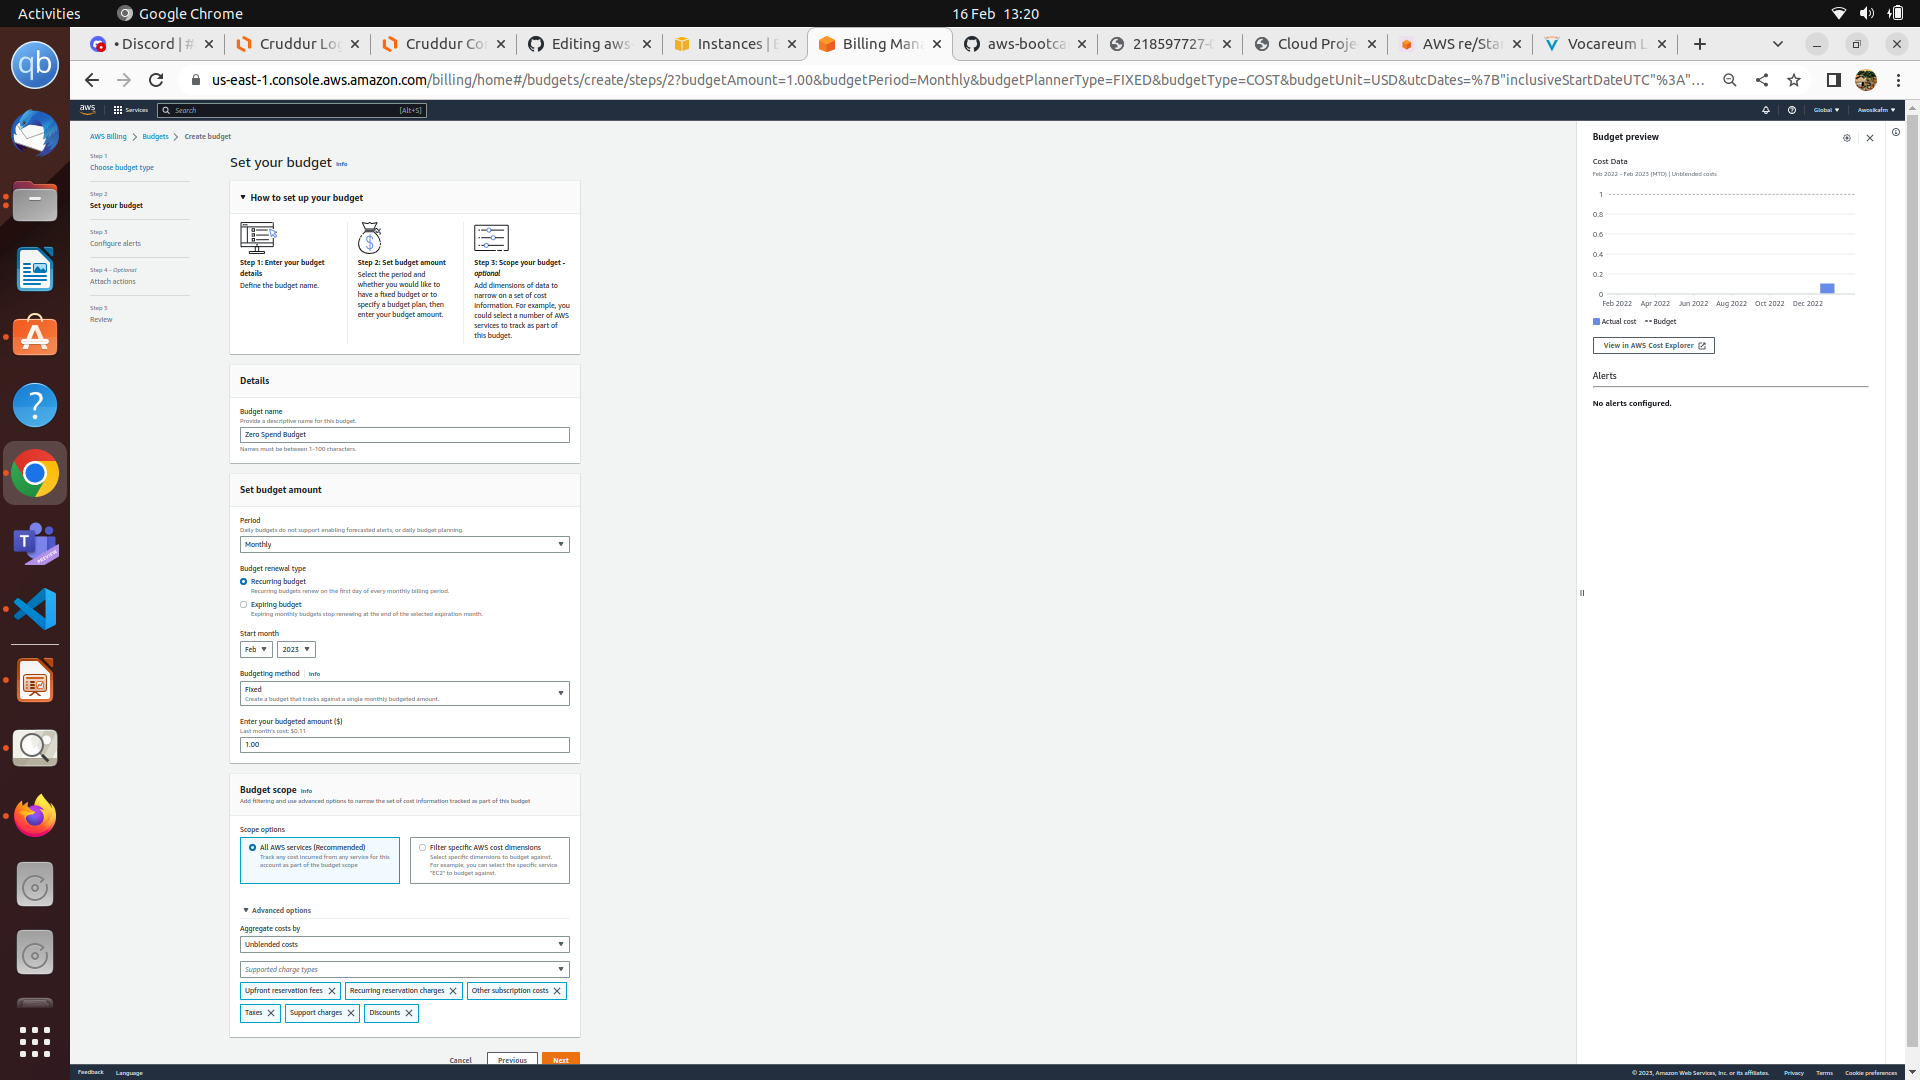 Activities
Google Chrome
16 Feb 13:20
• Discord | #
Cruddur Log
Cruddur Con
Editing aws-
Instances | E
Billing Mana
aws-bootca
218597727-0
Cloud Proje
AWS re/Star
Vocareum L
us-east-1.console.aws.amazon.com/billing/home#/budgets/create/steps/2?budgetAmount=1.00&budgetPeriod=Monthly&budgetPlannerType=FIXED&budgetType=COST&budgetUnit=USD&utcDates=%7B"inclusiveStartDateUTC"%3A"...
aws
Services
Search
[Alt+S]
Global
Awosikafm
AWS Billing
Budgets
Create budget
Step 1
Choose budget type
Step 2
Set your budget
Step 3
Configure alerts
Step 4 - Optional
Attach actions
Step 5
Review
Set your budget Info
How to set up your budget
Step 1: Enter your budget
details
Define the budget name.
Step 2: Set budget amount
Select the period and
whether you would like to
have a fixed budget or to
specify a budget plan, then
enter your budget amount.
Step 3: Scope your budget -
optional
Add dimensions of data to
narrow on a set of cost
information. For example, you
could select a number of AWS
services to track as part of
this budget.
Details
Budget name
Provide a descriptive name for this budget.
Zero Spend Budget
Names must be between 1-100 characters.
Set budget amount
Period
Daily budgets do not support enabling forecasted alerts, or daily budget planning.
Monthly
Budget renewal type
Recurring budget
Recurring budgets renew on the first day of every monthly billing period.
Expiring budget
Expiring monthly budgets stop renewing at the end of the selected expiration month.
Start month
Feb
2023
Budgeting method Info
Fixed
Create a budget that tracks against a single monthly budgeted amount.
Enter your budgeted amount ($)
Last month's cost: $0.11
1.00
Budget scope Info
Add filtering and use advanced options to narrow the set of cost information tracked as part of this budget
Scope options
All AWS services (Recommended)
Track any cost incurred from any service for this
account as part of the budget scope
Filter specific AWS cost dimensions
Select specific dimensions to budget against.
For example, you can select the specific service
"EC2" to budget against.
Advanced options
Aggregate costs by
Unblended costs
Supported charge types
Upfront reservation fees
Recurring reservation charges
Other subscription costs
Taxes
Support charges
Discounts
Cancel
Previous
Next
Budget preview
Cost Data
Feb 2022 - Feb 2023 (MTD) | Unblended costs
1
0.8
0.6
0.4
0.2
0
Feb 2022
Apr 2022
Jun 2022
Aug 2022
Oct 2022
Dec 2022
Actual cost
Budget
View in AWS Cost Explorer
Alerts
No alerts configured.
Feedback
Language
© 2023, Amazon Web Services, Inc. or its affiliates.
Privacy
Terms
Cookie preferences
qb
T
PREVIEW